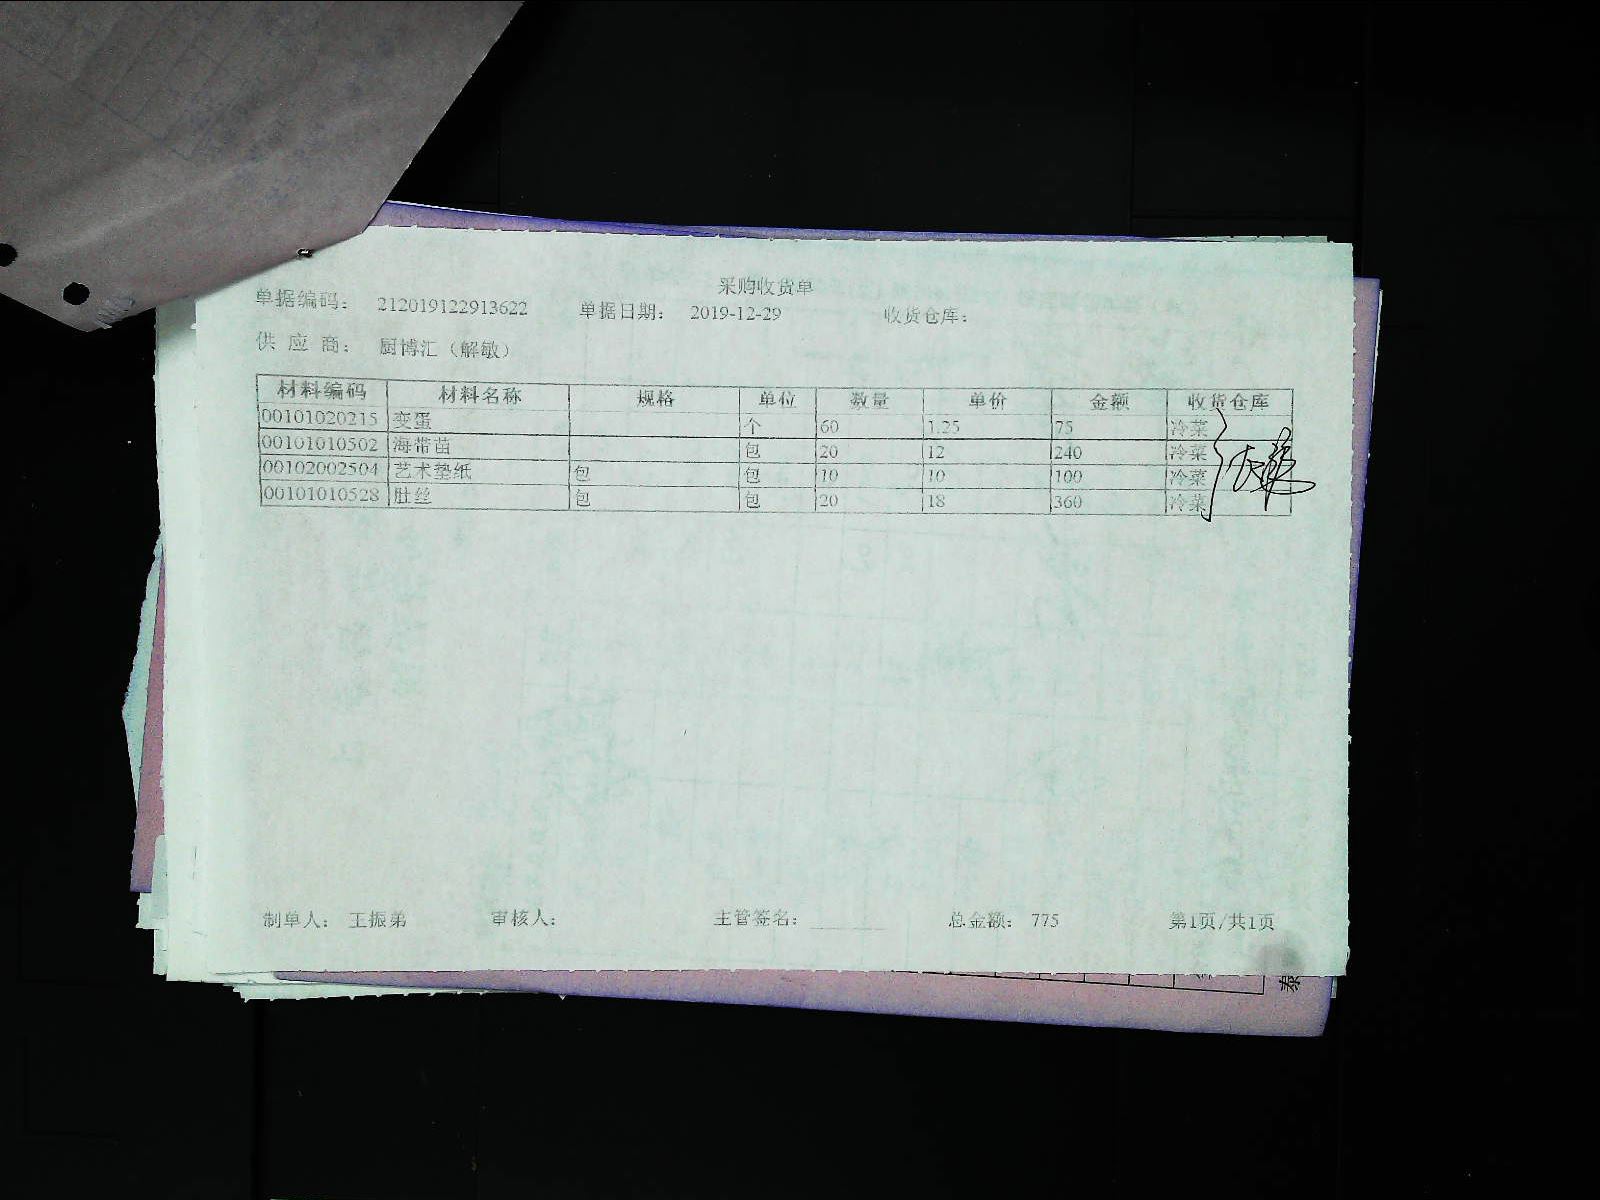 采购收货单
单据编码： 212019122913622 单据日期： 2019-12-29 收货仓库：
供 应 商： 厨博汇（解敏）
材料编码 材料名称 规格 单位 数量 单价 金额 收货仓库
00101020215 变蛋 个 60 1.25 75 冷菜
00101010502 海带苗 包 20 12 240 冷菜
00102002504 艺术垫纸 包 包 10 10 100 冷菜
00101010528 肚丝 包 包 20 18 360 冷菜
制单人： 王振弟 审核人： 主管签名： 总金额： 775 第1页/共1页